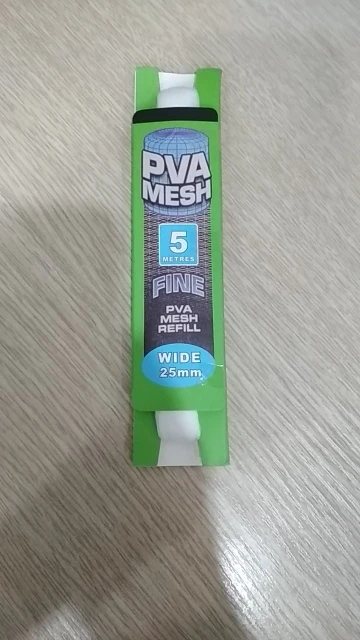 PVA
MESH
5
METRES
FINE
PVA
MESH
REFILL
WIDE
25mm